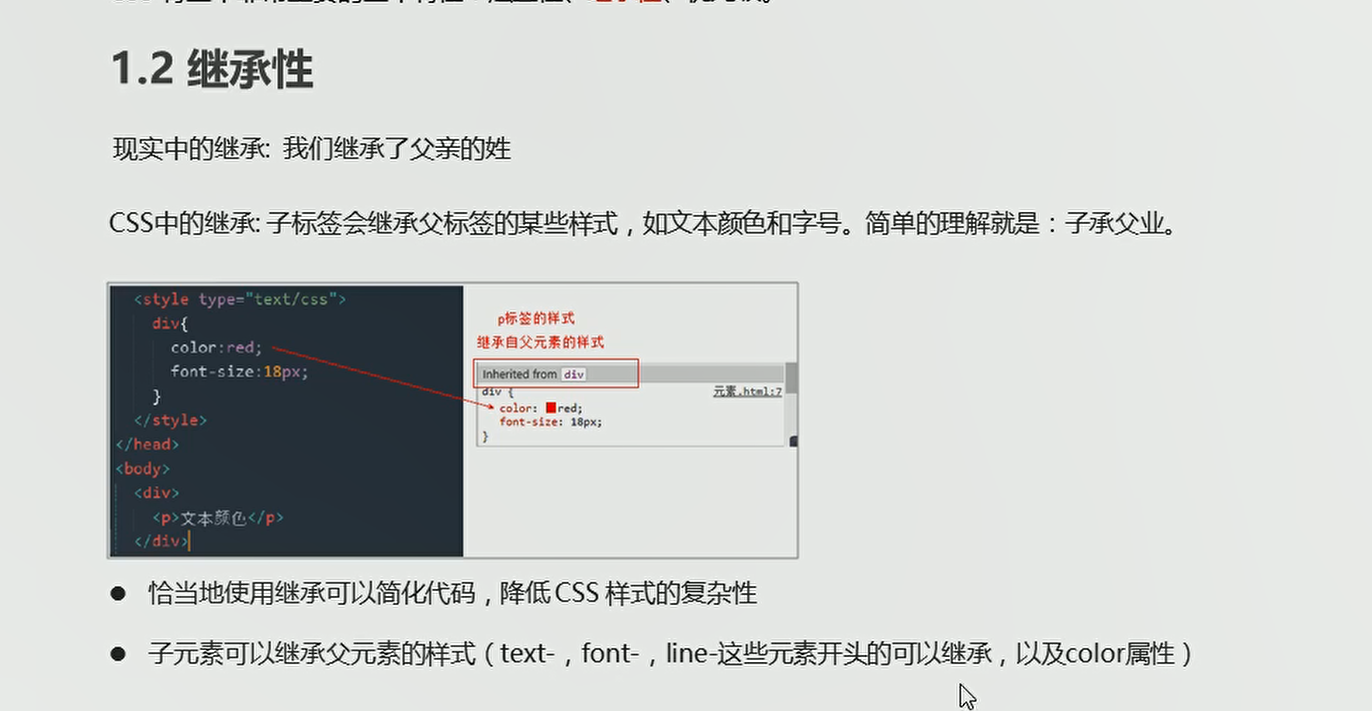 1.2 继承性
现实中的继承: 我们继承了父亲的姓
CSS中的继承: 子标签会继承父标签的某些样式，如文本颜色和字号。简单的理解就是：子承父业。
<style type="text/css">
div{
color:red;
font-size:18px;
}
</style>
</head>
<body>
<div>
<p>文本颜色</p>
</div>
p标签的样式
继承自父元素的样式
Inherited from div
div { 元素.html:7
color: red;
font-size: 18px;
}
● 恰当地使用继承可以简化代码，降低 CSS 样式的复杂性
● 子元素可以继承父元素的样式（text-，font-，line-这些元素开头的可以继承，以及color属性）